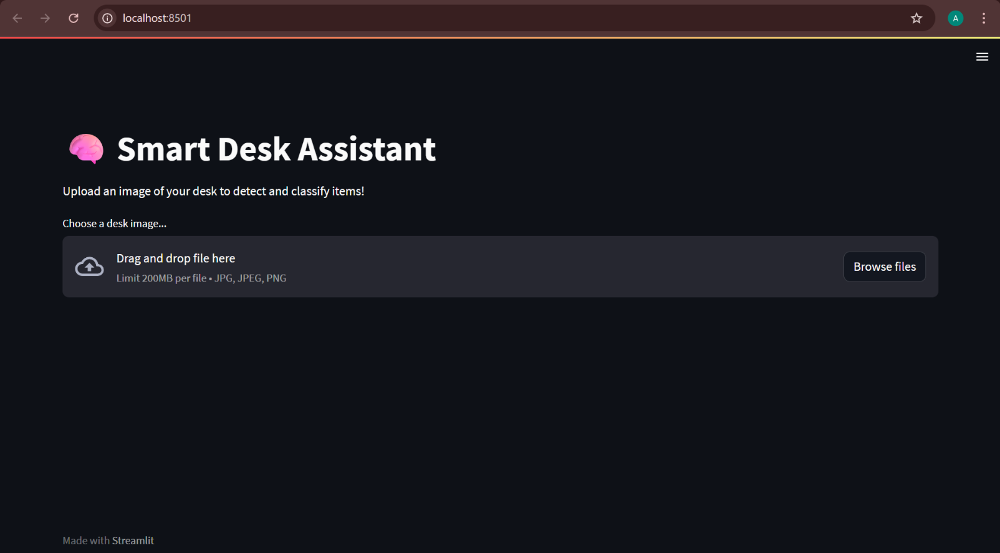 localhost:8501
A
Smart Desk Assistant
Upload an image of your desk to detect and classify items!
Choose a desk image...
Drag and drop file here
Limit 200MB per file • JPG, JPEG, PNG
Browse files
Made with Streamlit